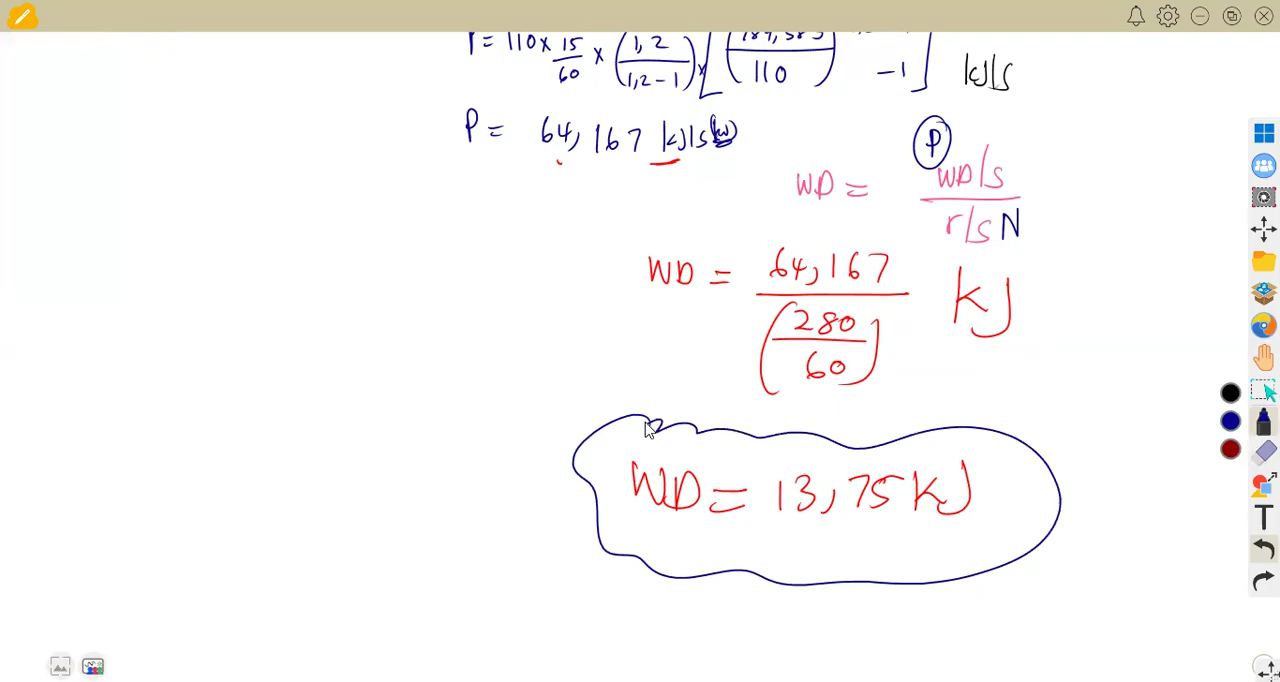 P = 110 × 15/60 × (1,2/(1,2-1)) × [( /110) -1] kJ/s
P = 64,167 kJ/s (kW)
P
WD = WD/s / r/s N
WD = 64,167 / (280/60) kJ
WD = 13,75 kJ
T